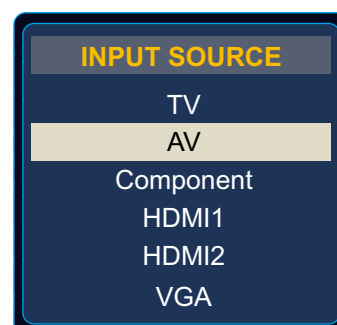 INPUT SOURCE
TV
AV
Component
HDMI1
HDMI2
VGA